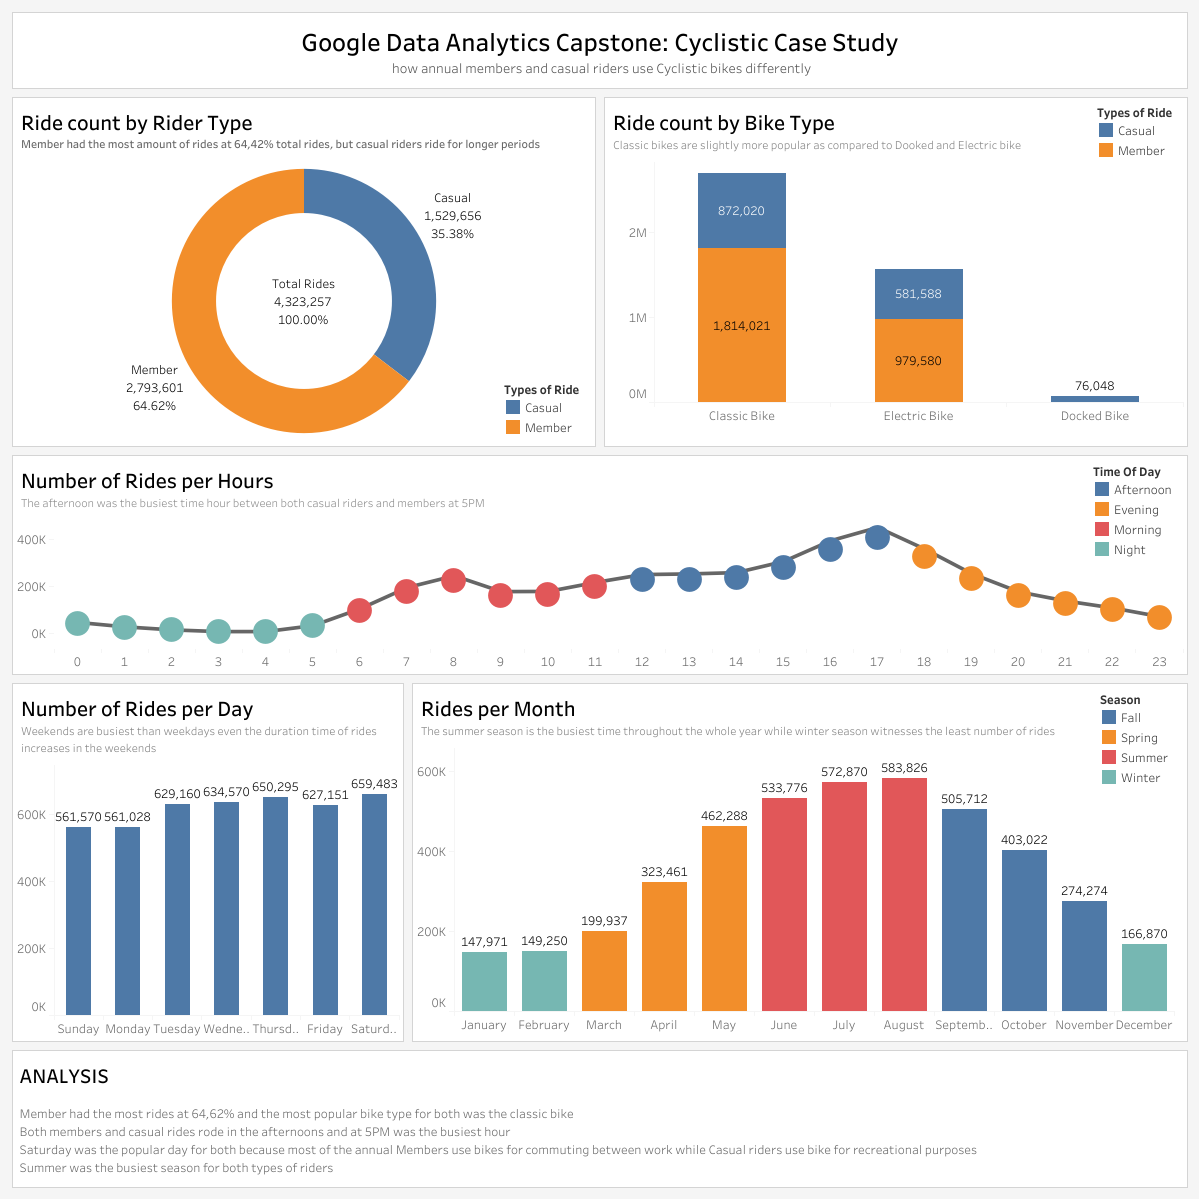 Google Data Analytics Capstone: Cyclistic Case Study
how annual members and casual riders use Cyclistic bikes differently
Ride count by Rider Type
Member had the most amount of rides at 64,42% total rides, but casual riders ride for longer periods
Casual
1,529,656
35.38%
Total Rides
4,323,257
100.00%
Member
2,793,601
64.62%
Types of Ride
Casual
Member
Ride count by Bike Type
Classic bikes are slightly more popular as compared to Dooked and Electric bike
Types of Ride
Casual
Member
2M
1M
0M
872,020
1,814,021
581,588
979,580
76,048
Classic Bike
Electric Bike
Docked Bike
Number of Rides per Hours
The afternoon was the busiest time hour between both casual riders and members at 5PM
Time Of Day
Afternoon
Evening
Morning
Night
400K
200K
0K
0 1 2 3 4 5 6 7 8 9 10 11 12 13 14 15 16 17 18 19 20 21 22 23
Number of Rides per Day
Weekends are busiest than weekdays even the duration time of rides
increases in the weekends
600K
400K
200K
0K
561,570 561,028 629,160 634,570 650,295 627,151 659,483
Sunday Monday Tuesday Wedne.. Thursd.. Friday Saturd..
Rides per Month
The summer season is the busiest time throughout the whole year while winter season witnesses the least number of rides
Season
Fall
Spring
Summer
Winter
600K
400K
200K
0K
147,971 149,250 199,937 323,461 462,288 533,776 572,870 583,826 505,712 403,022 274,274 166,870
January February March April May June July August Septemb.. October November December
ANALYSIS
Member had the most rides at 64,62% and the most popular bike type for both was the classic bike
Both members and casual rides rode in the afternoons and at 5PM was the busiest hour
Saturday was the popular day for both because most of the annual Members use bikes for commuting between work while Casual riders use bike for recreational purposes
Summer was the busiest season for both types of riders